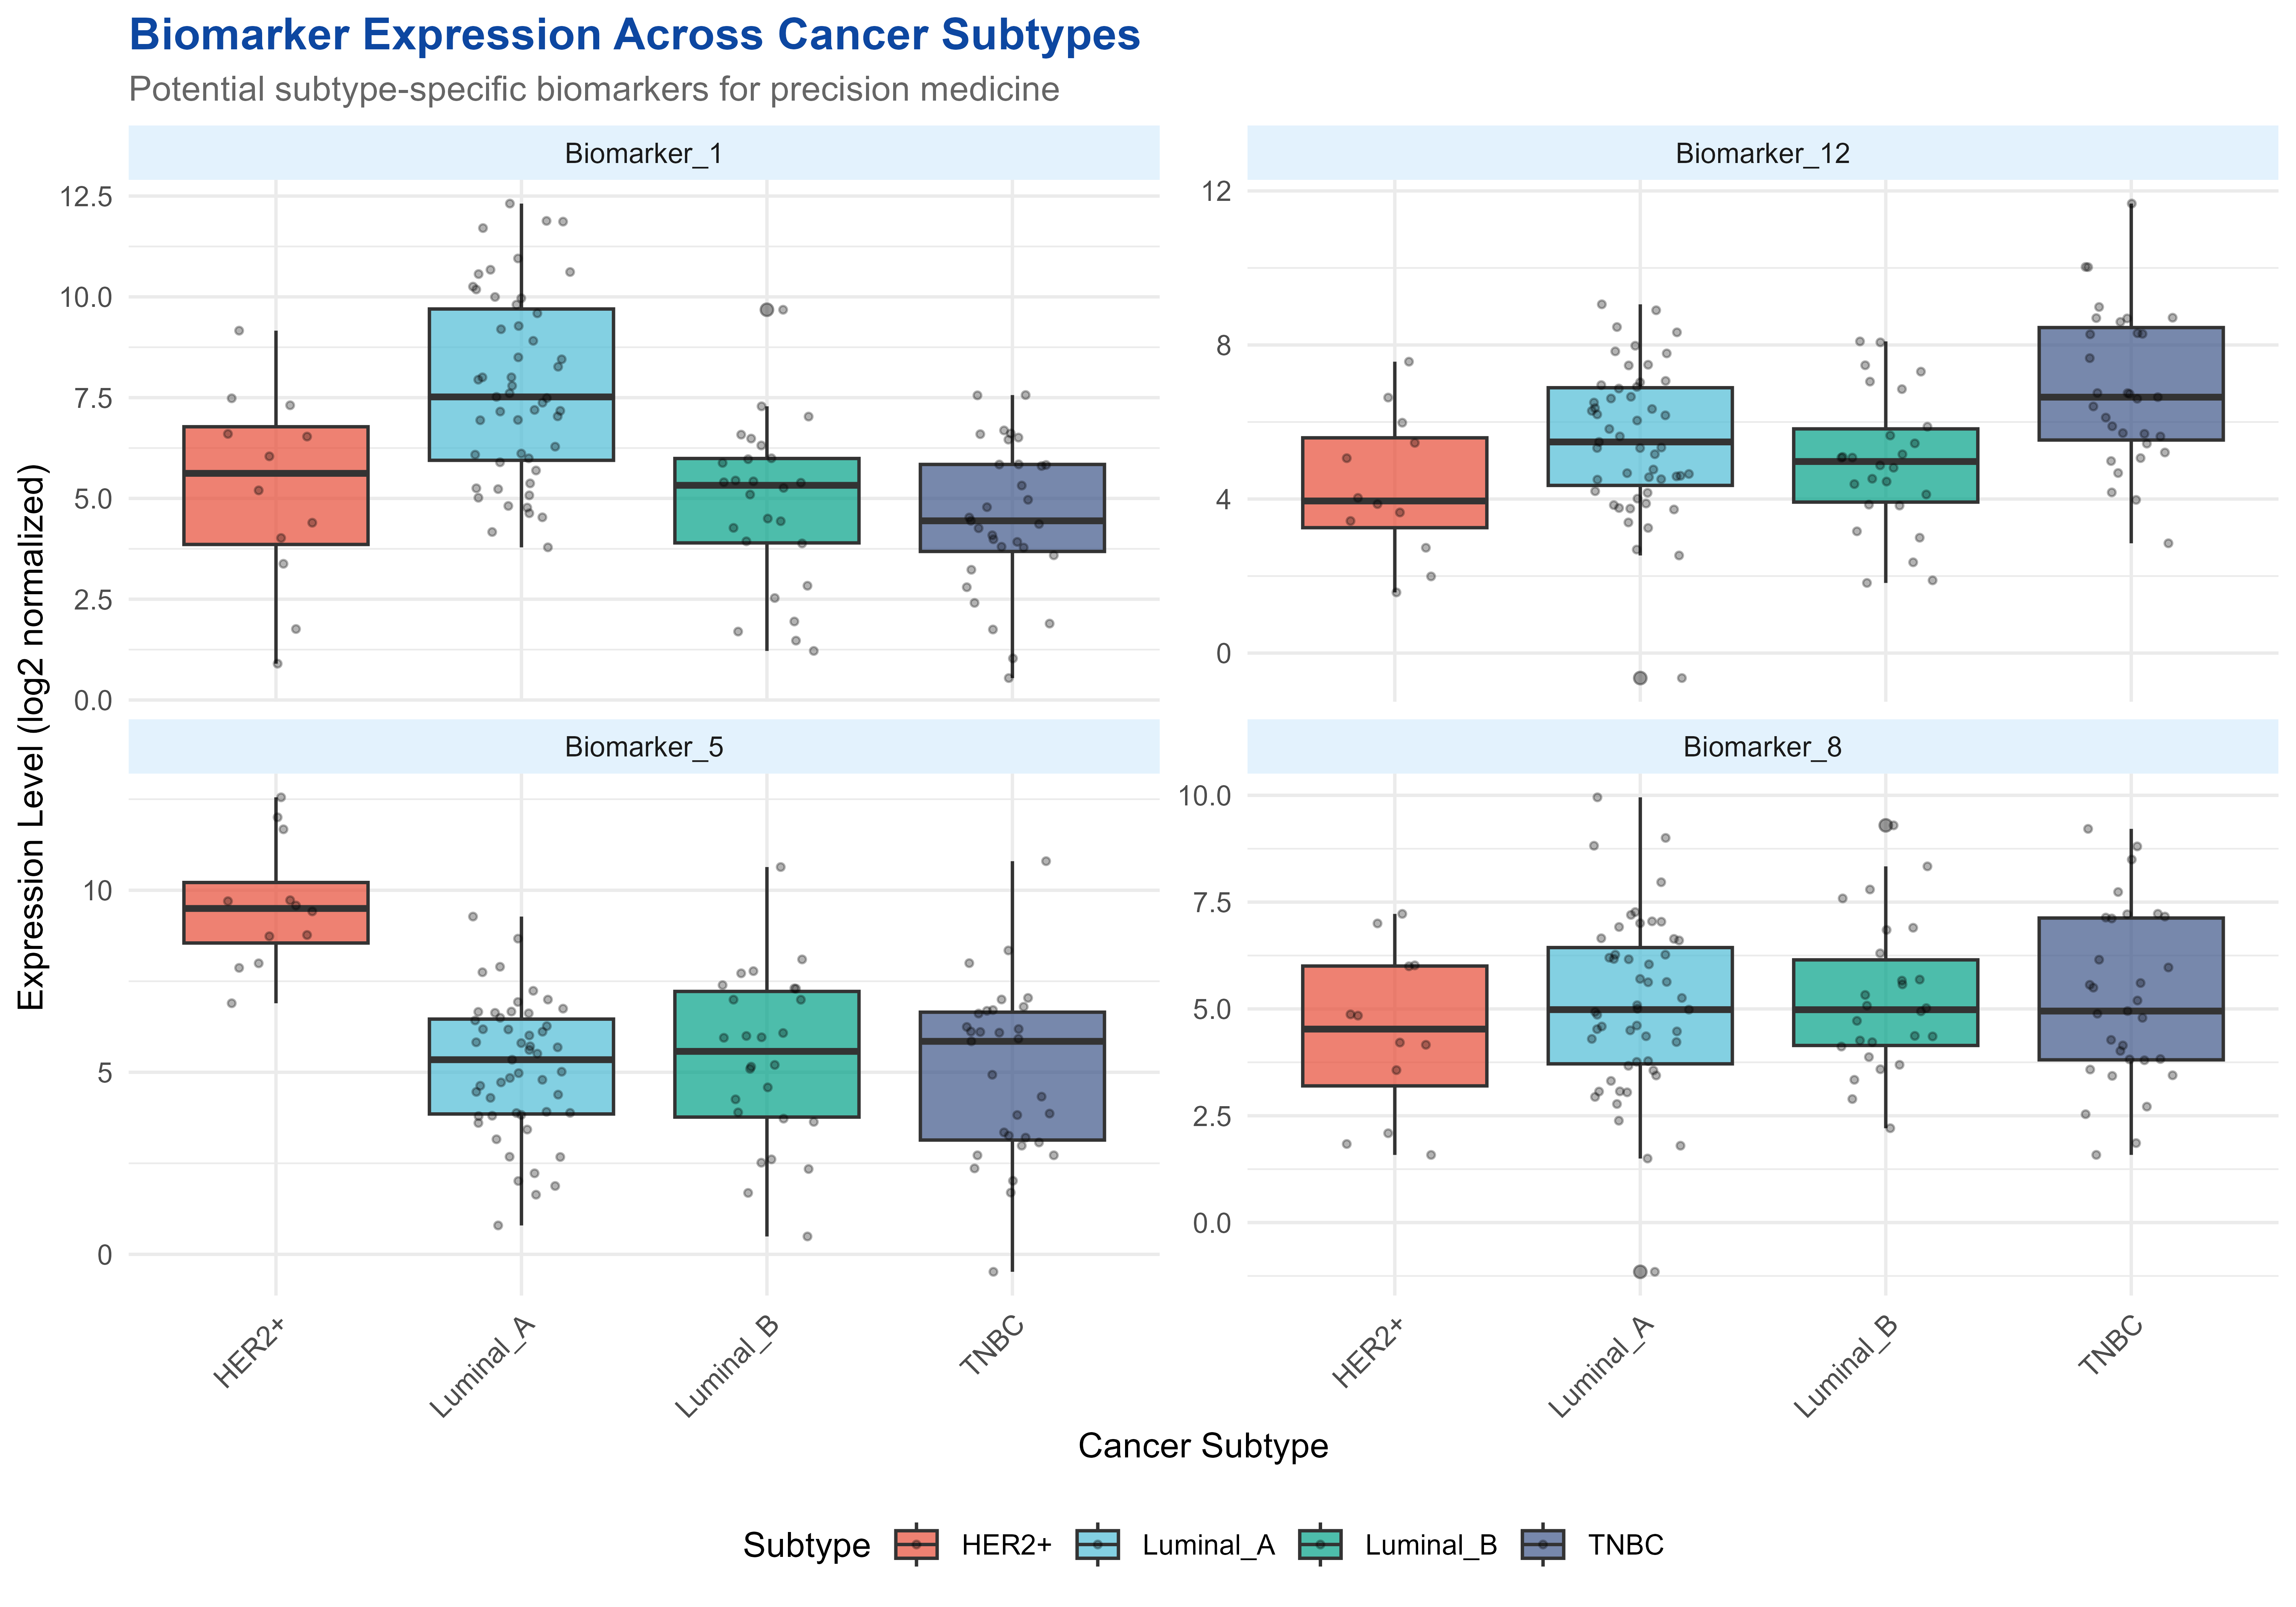 Biomarker Expression Across Cancer Subtypes
Potential subtype-specific biomarkers for precision medicine
Expression Level (log2 normalized)
Biomarker_1
12.5
10.0
7.5
5.0
2.5
0.0
Biomarker_12
12
8
4
0
Biomarker_5
10
5
0
Biomarker_8
10.0
7.5
5.0
2.5
0.0
HER2+
Luminal_A
Luminal_B
TNBC
HER2+
Luminal_A
Luminal_B
TNBC
Cancer Subtype
Subtype HER2+ Luminal_A Luminal_B TNBC